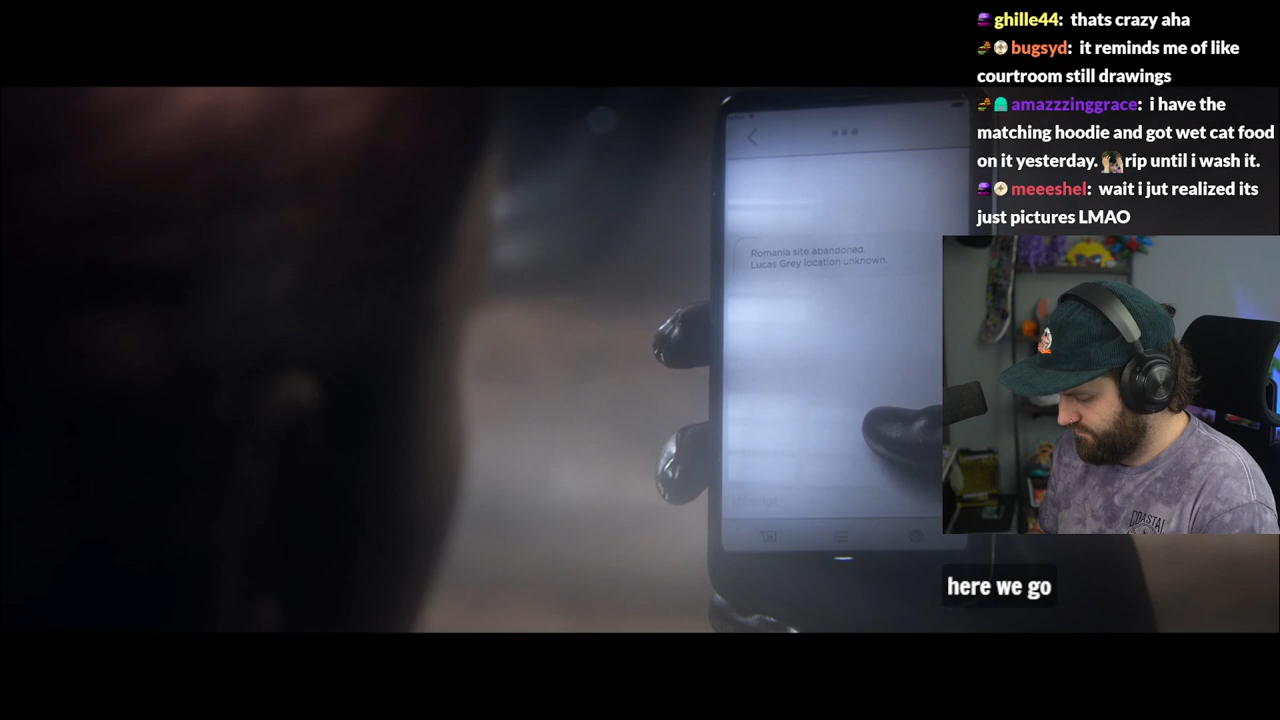 ghille44: thats crazy aha
bugsyd: it reminds me of like
courtroom still drawings
amazzzinggrace: i have the
matching hoodie and got wet cat food
on it yesterday. rip until i wash it.
meeeshel: wait i jut realized its
just pictures LMAO
Romania site abandoned.
Lucas Grey location unknown.
COASTAL
here we go